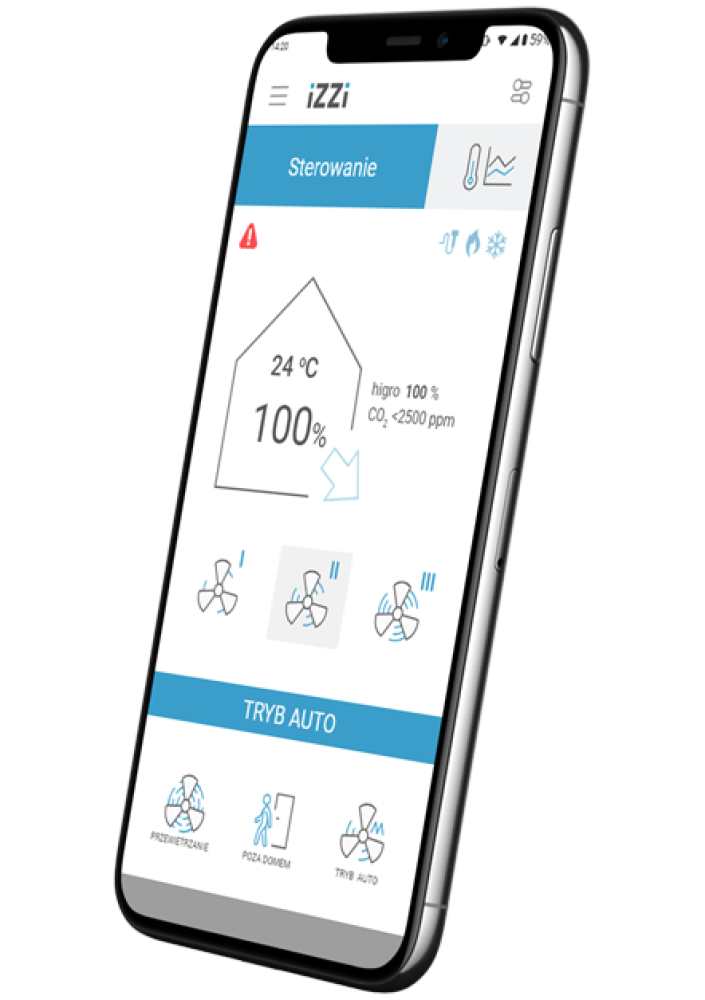 14:20
59%
iZZi
Sterowanie
24 °C
100%
higro 100 %
CO₂ <2500 ppm
I
II
III
TRYB AUTO
PRZEWIETRZANIE
POZA DOMEM
TRYB AUTO